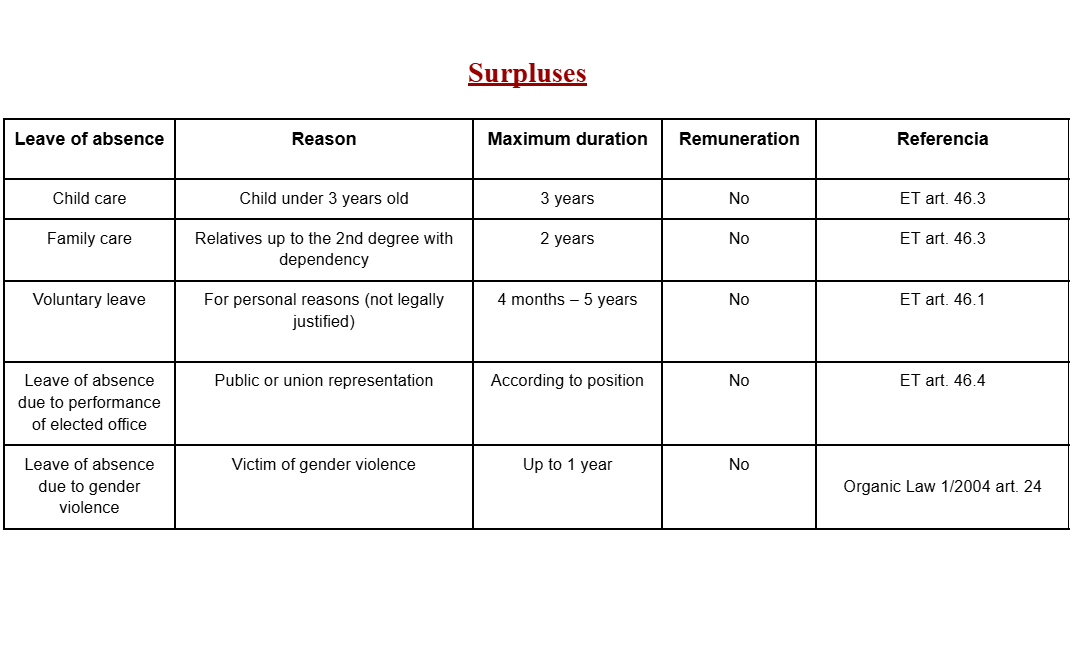 Surpluses
Leave of absence Reason Maximum duration Remuneration Referencia
Child care Child under 3 years old 3 years No ET art. 46.3
Family care Relatives up to the 2nd degree with 2 years No ET art. 46.3
dependency
Voluntary leave For personal reasons (not legally 4 months – 5 years No ET art. 46.1
justified)
Leave of absence Public or union representation According to position No ET art. 46.4
due to performance
of elected office
Leave of absence Victim of gender violence Up to 1 year No
due to gender Organic Law 1/2004 art. 24
violence